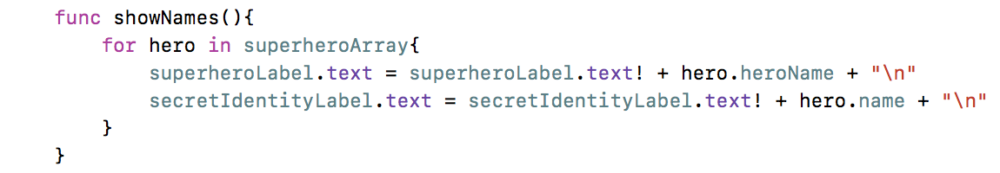 func showNames(){
    for hero in superheroArray{
        superheroLabel.text = superheroLabel.text! + hero.heroName + "\n"
        secretIdentityLabel.text = secretIdentityLabel.text! + hero.name + "\n"
    }
}